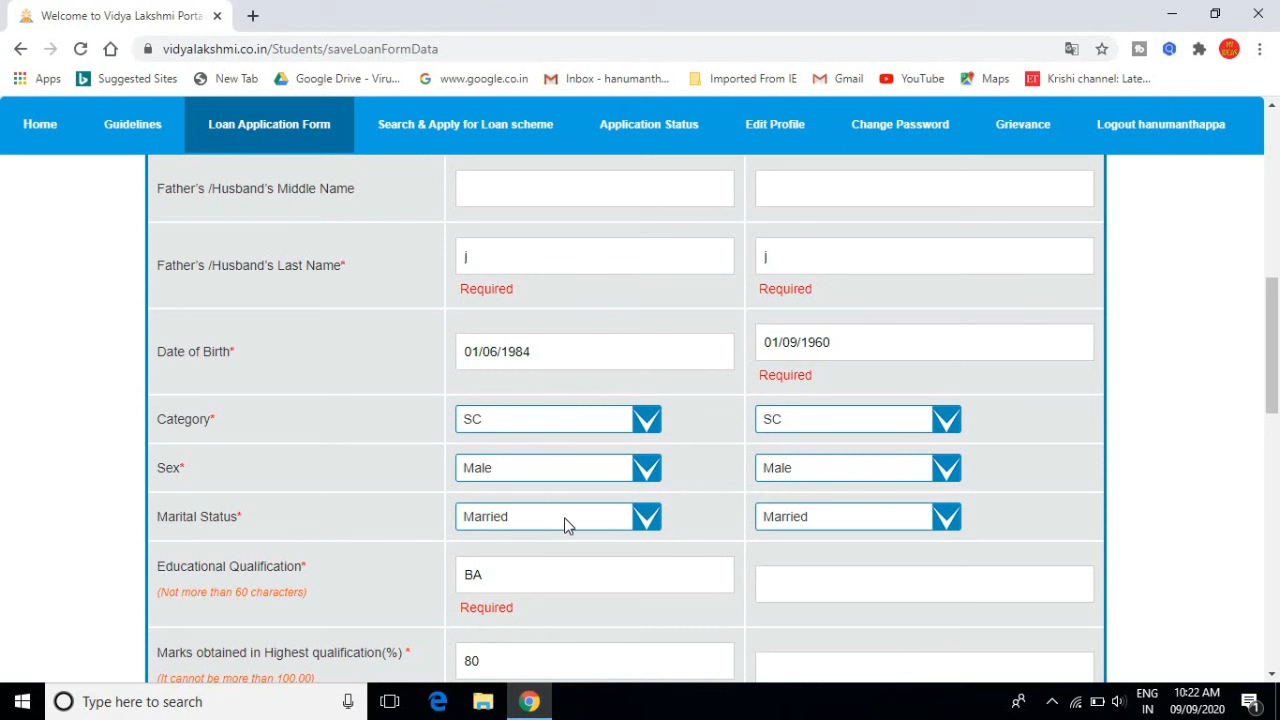 Welcome to Vidya Lakshmi Porta
vidyalakshmi.co.in/Students/saveLoanFormData
Apps Suggested Sites New Tab Google Drive - Viru... www.google.co.in Inbox - hanumanth... Imported From IE Gmail YouTube Maps ET Krishi channel: Late...
Home Guidelines Loan Application Form Search & Apply for Loan scheme Application Status Edit Profile Change Password Grievance Logout hanumanthappa
Father's /Husband's Middle Name
Father's /Husband's Last Name* j j
Required Required
Date of Birth* 01/06/1984 01/09/1960
Required
Category* SC SC
Sex* Male Male
Marital Status* Married Married
Educational Qualification* BA
(Not more than 60 characters)
Required
Marks obtained in Highest qualification(%) * 80
(It cannot be more than 100.00)
Type here to search ENG 10:22 AM
IN 09/09/2020 1